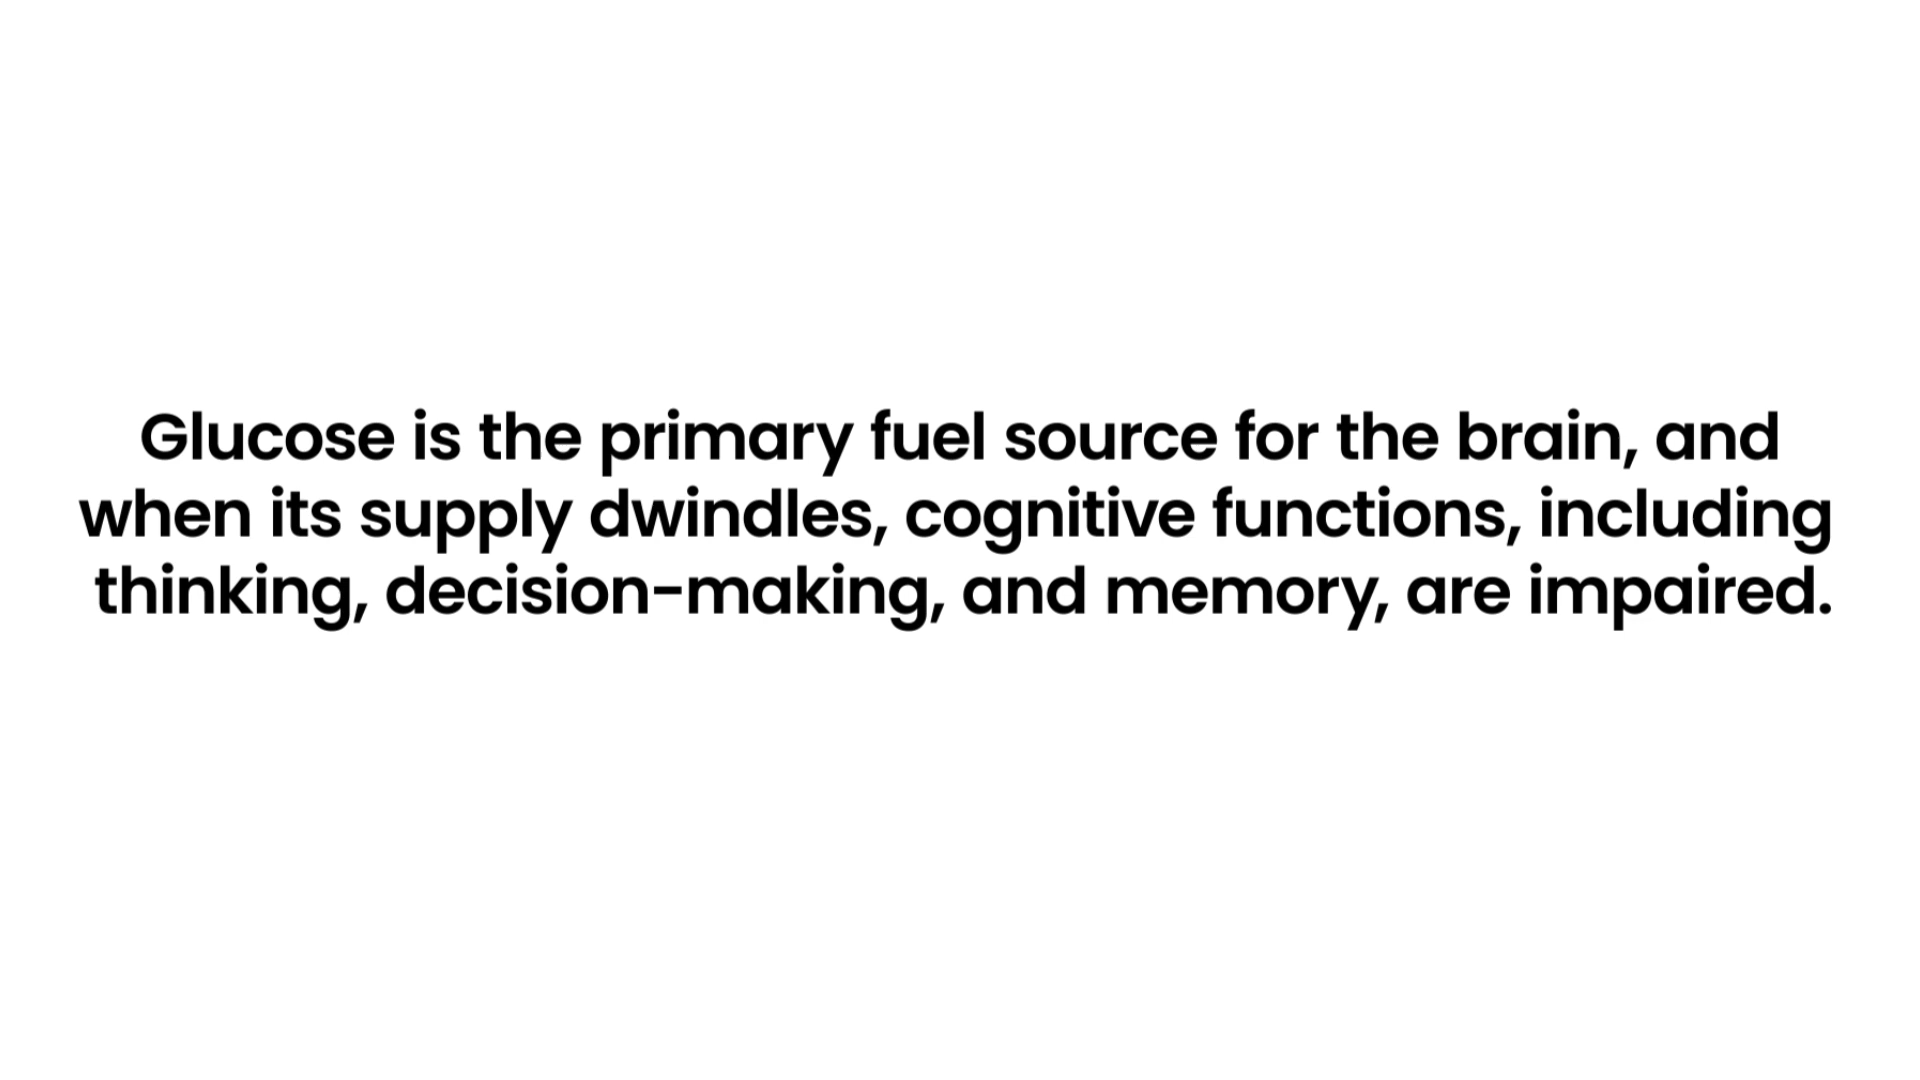 Glucose is the primary fuel source for the brain, and
when its supply dwindles, cognitive functions, including
thinking, decision-making, and memory, are impaired.